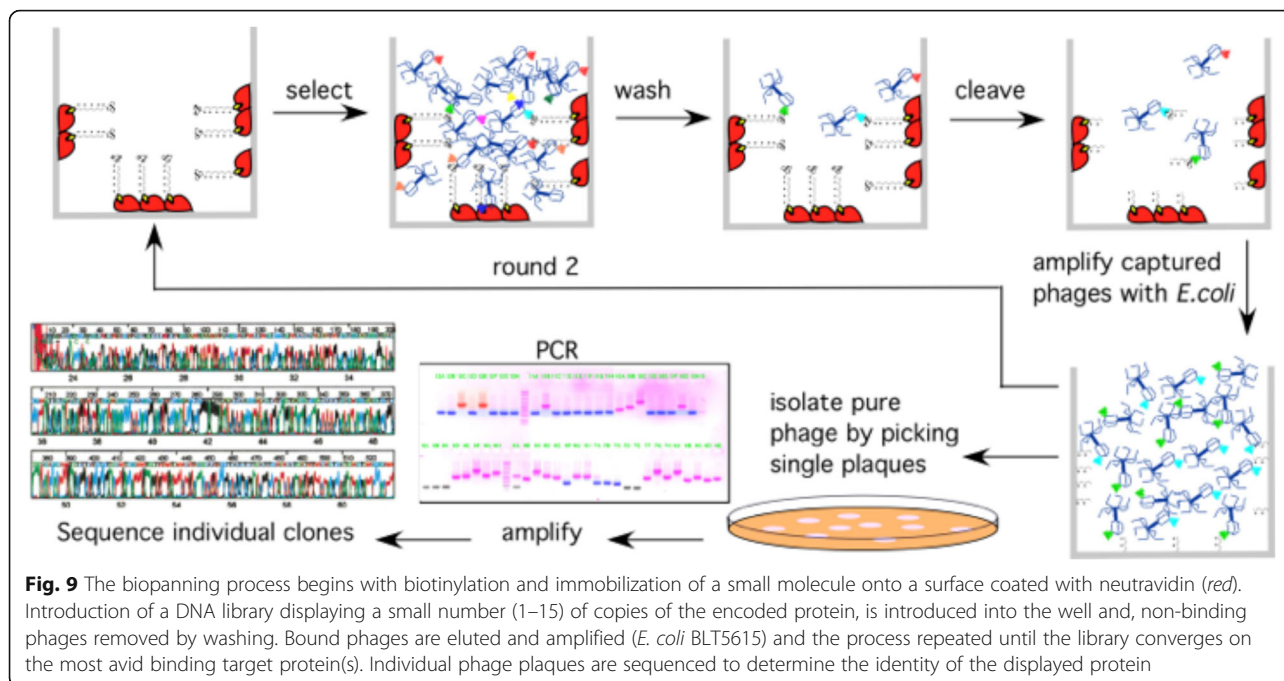 select
wash
cleave
round 2
amplify captured
phages with E.coli
PCR
isolate pure
phage by picking
single plaques
Sequence individual clones
amplify
Fig. 9 The biopanning process begins with biotinylation and immobilization of a small molecule onto a surface coated with neutravidin (red).
Introduction of a DNA library displaying a small number (1–15) of copies of the encoded protein, is introduced into the well and, non-binding
phages removed by washing. Bound phages are eluted and amplified (E. coli BLT5615) and the process repeated until the library converges on
the most avid binding target protein(s). Individual phage plaques are sequenced to determine the identity of the displayed protein